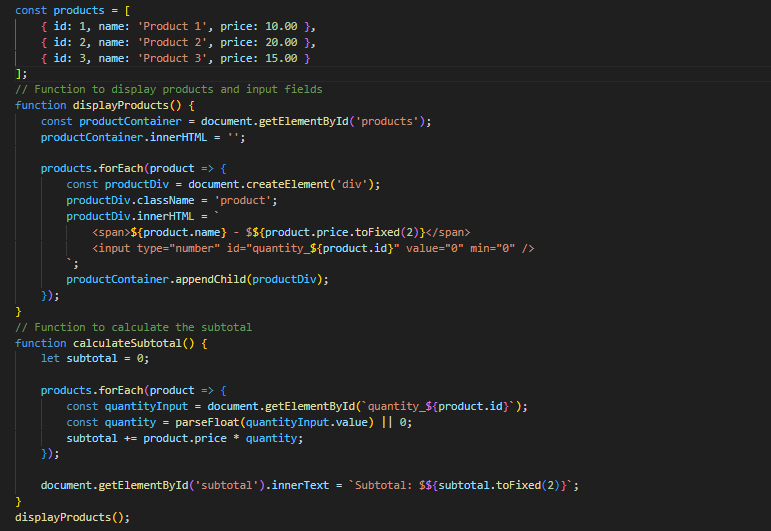 const products = [
    { id: 1, name: 'Product 1', price: 10.00 },
    { id: 2, name: 'Product 2', price: 20.00 },
    { id: 3, name: 'Product 3', price: 15.00 }
];
// Function to display products and input fields
function displayProducts() {
    const productContainer = document.getElementById('products');
    productContainer.innerHTML = '';

    products.forEach(product => {
        const productDiv = document.createElement('div');
        productDiv.className = 'product';
        productDiv.innerHTML = `
            <span>${product.name} - $${product.price.toFixed(2)}</span>
            <input type="number" id="quantity_${product.id}" value="0" min="0" />
        `;
        productContainer.appendChild(productDiv);
    });
}
// Function to calculate the subtotal
function calculateSubtotal() {
    let subtotal = 0;

    products.forEach(product => {
        const quantityInput = document.getElementById(`quantity_${product.id}`);
        const quantity = parseFloat(quantityInput.value) || 0;
        subtotal += product.price * quantity;
    });

    document.getElementById('subtotal').innerText = `Subtotal: $${subtotal.toFixed(2)}`;
}
displayProducts();